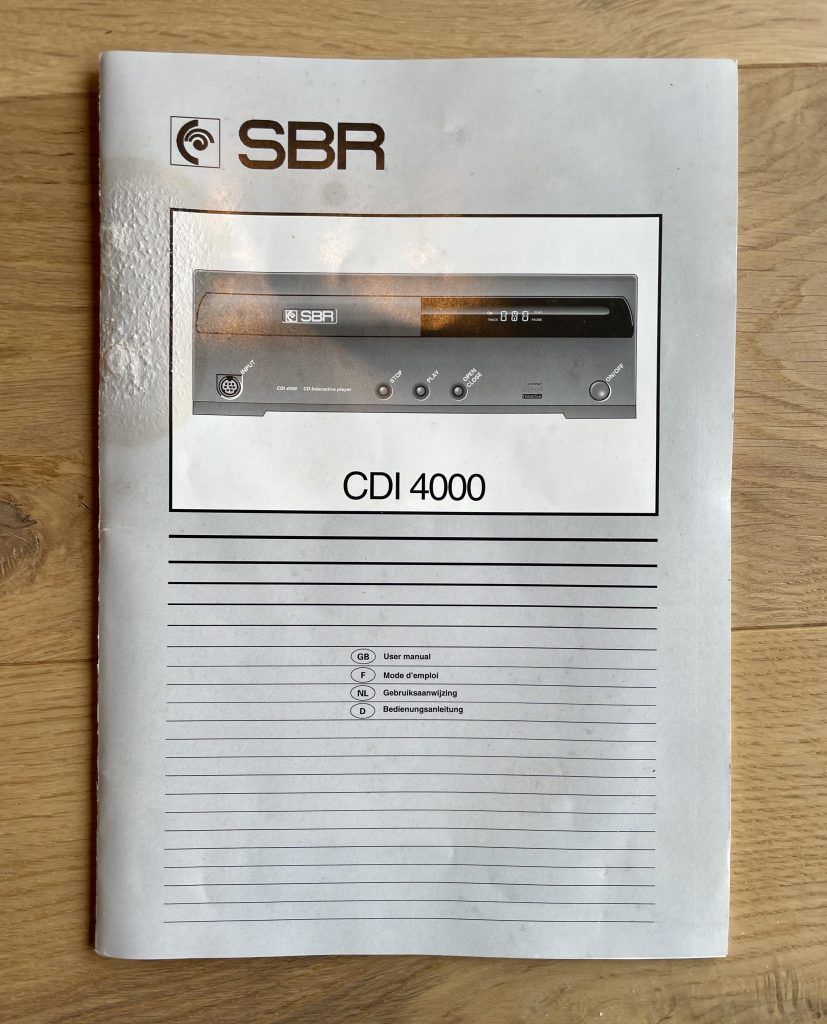 SBR
SBR
TRACK PAUSE
INPUT
CDI 4000 CD-Interactive player
STOP
PLAY
OPEN
CLOSE
ON/OFF
CDI 4000
GB User manual
F Mode d'emploi
NL Gebruiksaanwijzing
D Bedienungsanleitung